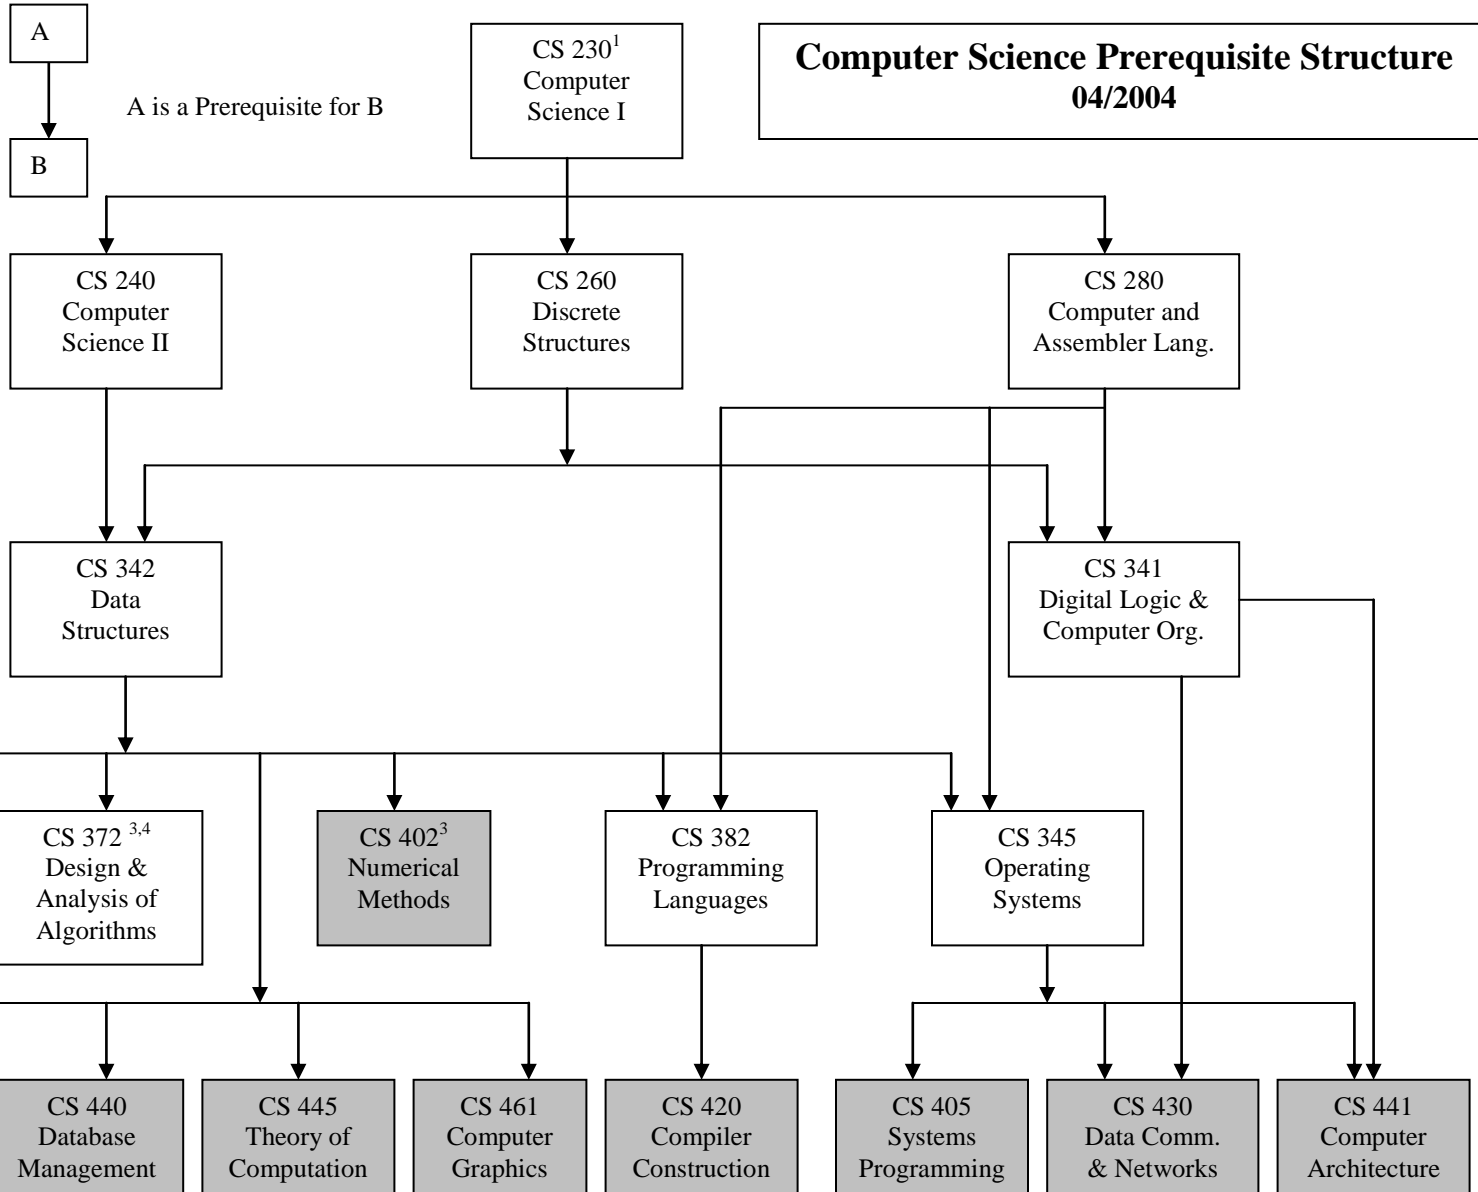 A
A is a Prerequisite for B
B
CS 230¹
Computer
Science I
Computer Science Prerequisite Structure
04/2004
CS 240
Computer
Science II
CS 260
Discrete
Structures
CS 280
Computer and
Assembler Lang.
CS 342
Data
Structures
CS 341
Digital Logic &
Computer Org.
CS 372 ³,⁴
Design &
Analysis of
Algorithms
CS 402³
Numerical
Methods
CS 382
Programming
Languages
CS 345
Operating
Systems
CS 440
Database
Management
CS 445
Theory of
Computation
CS 461
Computer
Graphics
CS 420
Compiler
Construction
CS 405
Systems
Programming
CS 430
Data Comm.
& Networks
CS 441
Computer
Architecture